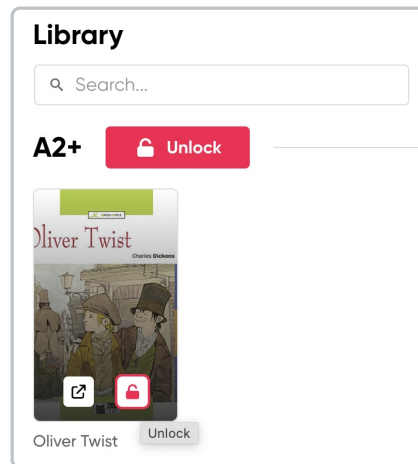 Library
Search...
A2+
Unlock
Oliver Twist
Charles Dickens
Unlock
Oliver Twist